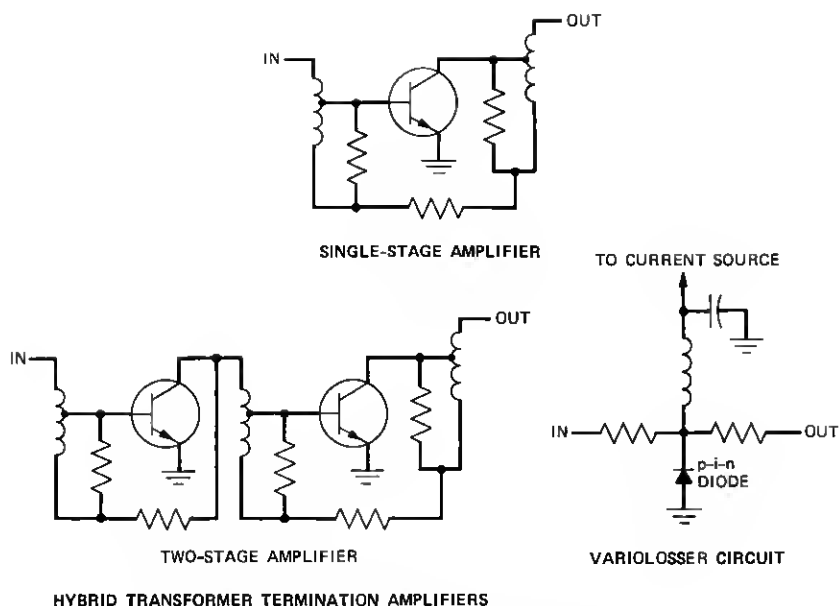 OUT
IN
SINGLE-STAGE AMPLIFIER
TO CURRENT SOURCE
OUT
IN
IN
OUT
p-i-n
DIODE
TWO-STAGE AMPLIFIER
VARIOLOSSER CIRCUIT
HYBRID TRANSFORMER TERMINATION AMPLIFIERS